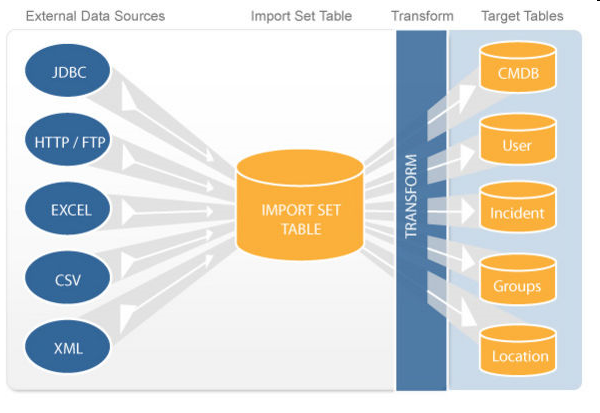 External Data Sources
Import Set Table
Transform
Target Tables
JDBC
HTTP / FTP
EXCEL
CSV
XML
IMPORT SET
TABLE
TRANSFORM
CMDB
User
Incident
Groups
Location